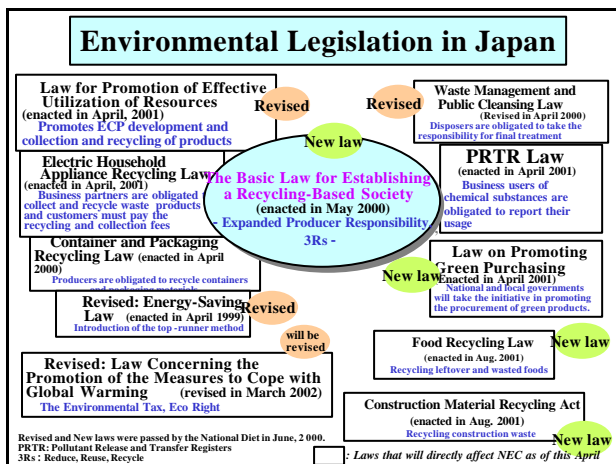 Environmental Legislation in Japan
Law for Promotion of Effective
Utilization of Resources
(enacted in April, 2001)
Promotes ECP development and
collection and recycling of products
Revised
Electric Household
Appliance Recycling Law
(enacted in April, 2001)
Business partners are obligated
collect and recycle waste products
and customers must pay the
recycling and collection fees
Container and Packaging
Recycling Law (enacted in April
2000)
Producers are obligated to recycle containers
and packaging materials
Revised: Energy-Saving
Law (enacted in April 1999)
Introduction of the top -runner method
Revised
will be
revised
Revised: Law Concerning the
Promotion of the Measures to Cope with
Global Warming (revised in March 2002)
The Environmental Tax, Eco Right
New law
The Basic Law for Establishing
a Recycling-Based Society
(enacted in May 2000)
- Expanded Producer Responsibility,
3Rs -
Revised
Waste Management and
Public Cleansing Law
(Revised in April 2000)
Disposers are obligated to take the
responsibility for final treatment
PRTR Law
(enacted in April 2001)
Business users of
chemical substances are
obligated to report their
usage
New law
Law on Promoting
Green Purchasing
(Enacted in April 2001)
National and local governments
will take the initiative in promoting
the procurement of green products.
Food Recycling Law
(enacted in Aug. 2001)
Recycling leftover and wasted foods
New law
Construction Material Recycling Act
(enacted in Aug. 2001)
Recycling construction waste
New law
Revised and New laws were passed by the National Diet in June, 2 000.
PRTR: Pollutant Release and Transfer Registers
3Rs : Reduce, Reuse, Recycle
: Laws that will directly affect NEC as of this April